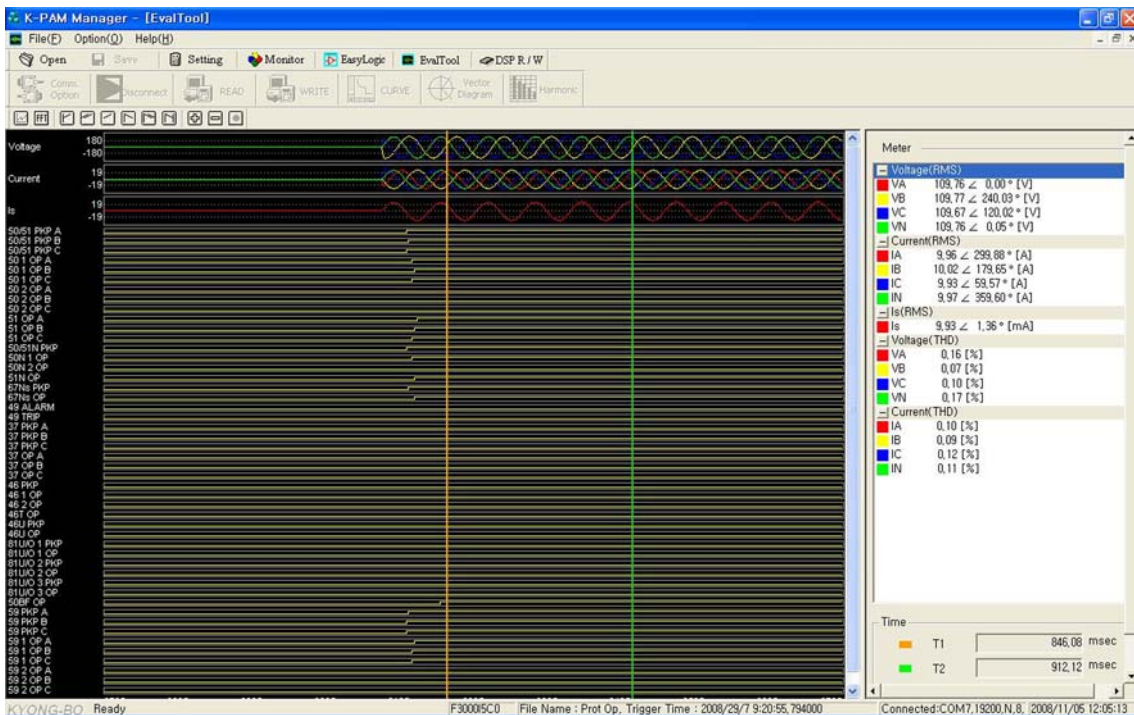 K-PAM Manager - [EvalTool]
File(F) Option(O) Help(H)
Open Save Setting Monitor EasyLogic EvalTool DSP R/W
Comm. Option Disconnect READ WRITE CURVE Vector Diagram Harmonic
FFT
Voltage 180
-180
Current 19
-19
Is 19
-19
50/51 PKP A
50/51 PKP B
50/51 PKP C
50 1 OP A
50 1 OP B
50 1 OP C
50 2 OP A
50 2 OP B
50 2 OP C
51 OP A
51 OP B
51 OP C
50/51N PKP
50N 1 OP
50N 2 OP
51N OP
67Ns PKP
67Ns OP
49 ALARM
49 TRIP
37 PKP A
37 PKP B
37 PKP C
37 OP A
37 OP B
37 OP C
46 PKP
46 1 OP
46 2 OP
46T OP
46U PKP
46U OP
81U/O 1 PKP
81U/O 1 OP
81U/O 2 PKP
81U/O 2 OP
81U/O 3 PKP
81U/O 3 OP
50BF OP
59 PKP A
59 PKP B
59 PKP C
59 1 OP A
59 1 OP B
59 1 OP C
59 2 OP A
59 2 OP B
59 2 OP C
Meter
Voltage(RMS)
VA 109,76 ∠ 0,00 ° [V]
VB 109,77 ∠ 240,03 ° [V]
VC 109,67 ∠ 120,02 ° [V]
VN 109,76 ∠ 0,05 ° [V]
Current(RMS)
IA 9,96 ∠ 299,88 ° [A]
IB 10,02 ∠ 179,65 ° [A]
IC 9,93 ∠ 59,57 ° [A]
IN 9,97 ∠ 359,60 ° [A]
Is(RMS)
Is 9,93 ∠ 1,36 ° [mA]
Voltage(THD)
VA 0,16 [%]
VB 0,07 [%]
VC 0,10 [%]
VN 0,17 [%]
Current(THD)
IA 0,10 [%]
IB 0,09 [%]
IC 0,12 [%]
IN 0,11 [%]
Time
T1 846,08 msec
T2 912,12 msec
KYONG-BO Ready F3000I5C0 File Name : Prot Op, Trigger Time : 2008/29/7 9:20:55,794000 Connected:COM7,19200,N,8, 2008/11/05 12:05:13